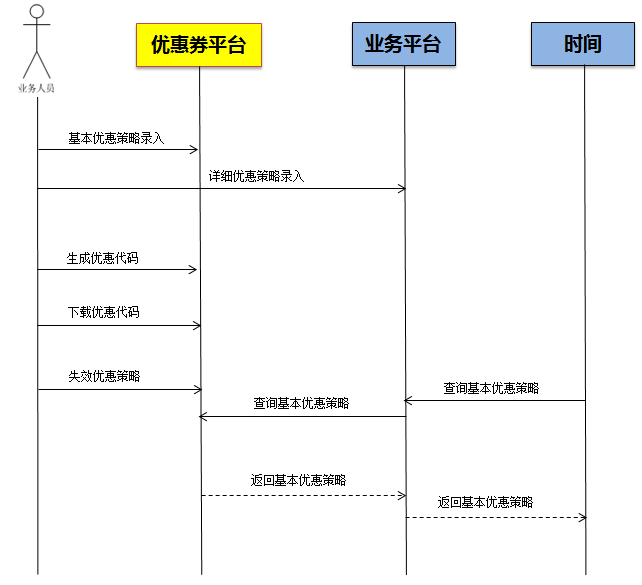 优惠券平台
业务平台
时间
业务人员
基本优惠策略录入
详细优惠策略录入
生成优惠代码
下载优惠代码
失效优惠策略
查询基本优惠策略
查询基本优惠策略
返回基本优惠策略
返回基本优惠策略